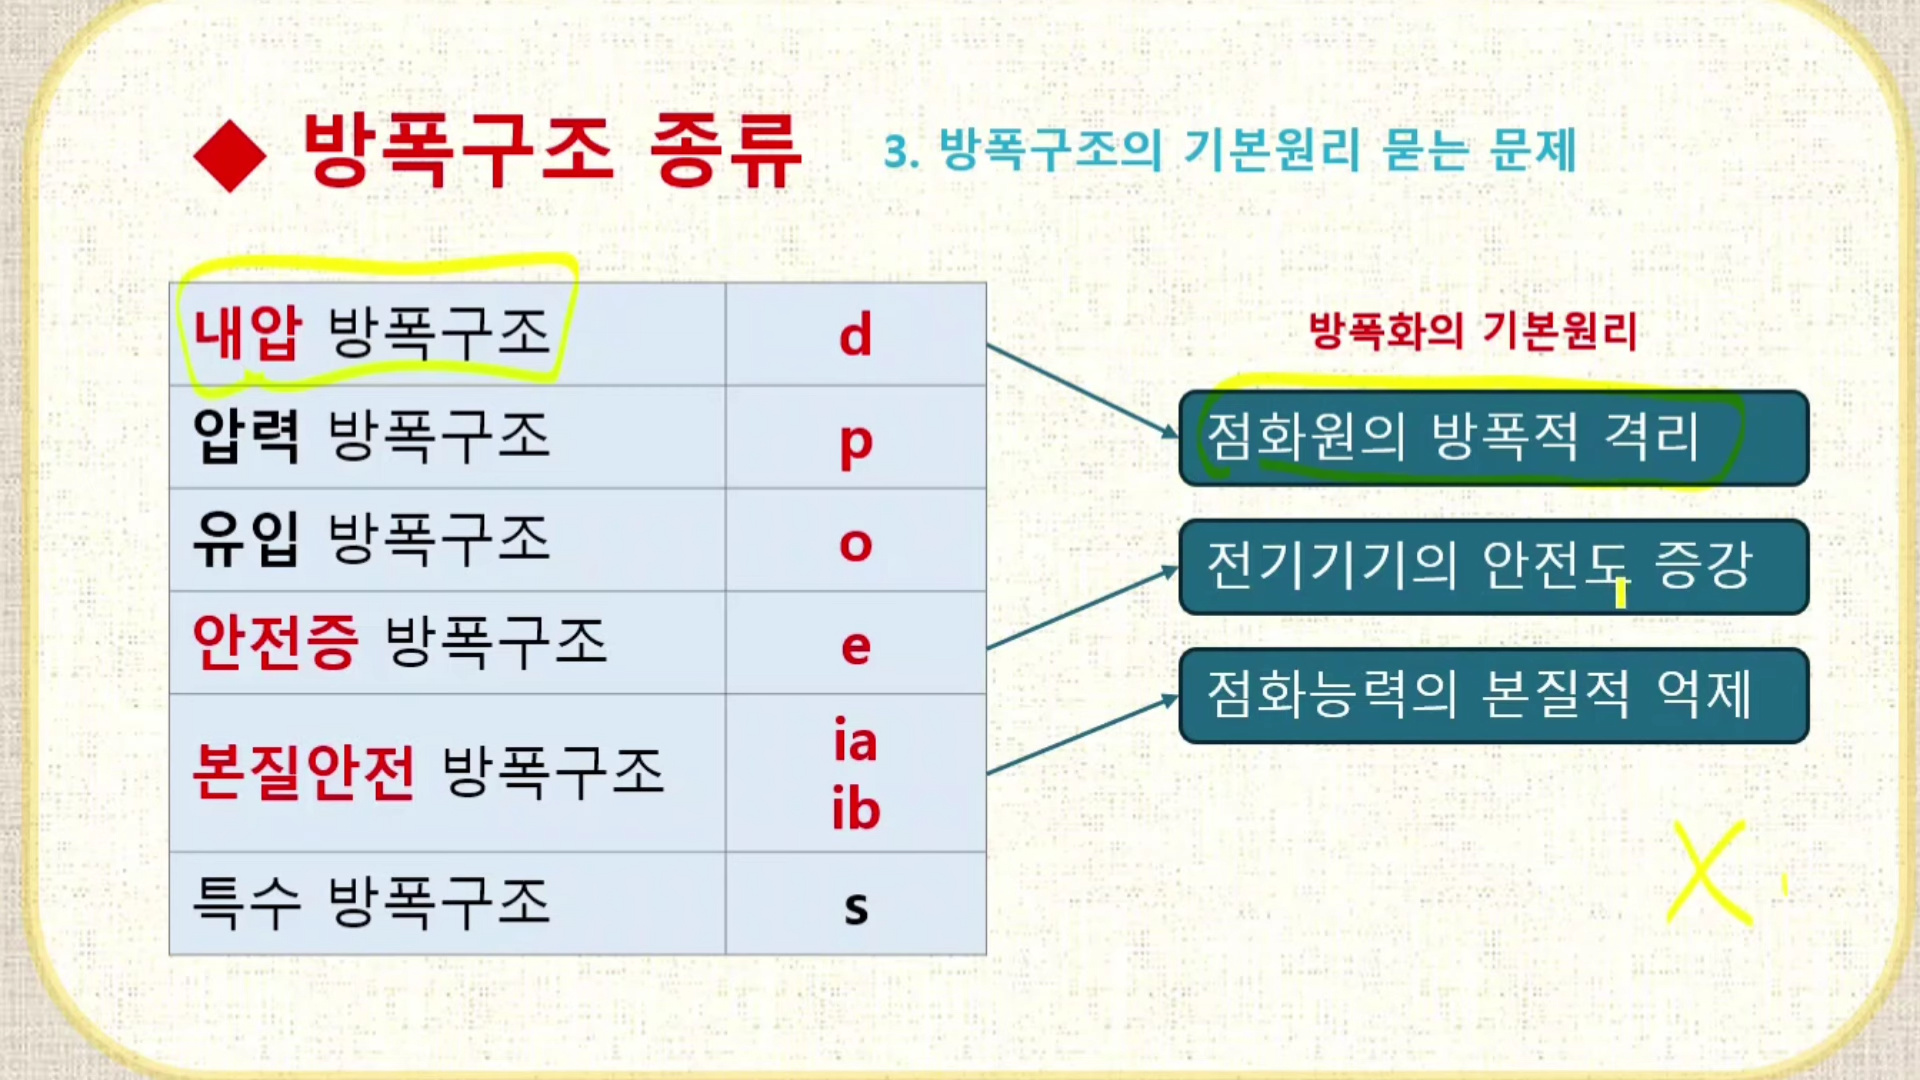 ◆ 방폭구조 종류
3. 방폭구조의 기본원리 묻는 문제
내압 방폭구조 d
압력 방폭구조 p
유입 방폭구조 o
안전증 방폭구조 e
본질안전 방폭구조 ia
ib
특수 방폭구조 s
방폭화의 기본원리
점화원의 방폭적 격리
전기기기의 안전도 증강
점화능력의 본질적 억제
X